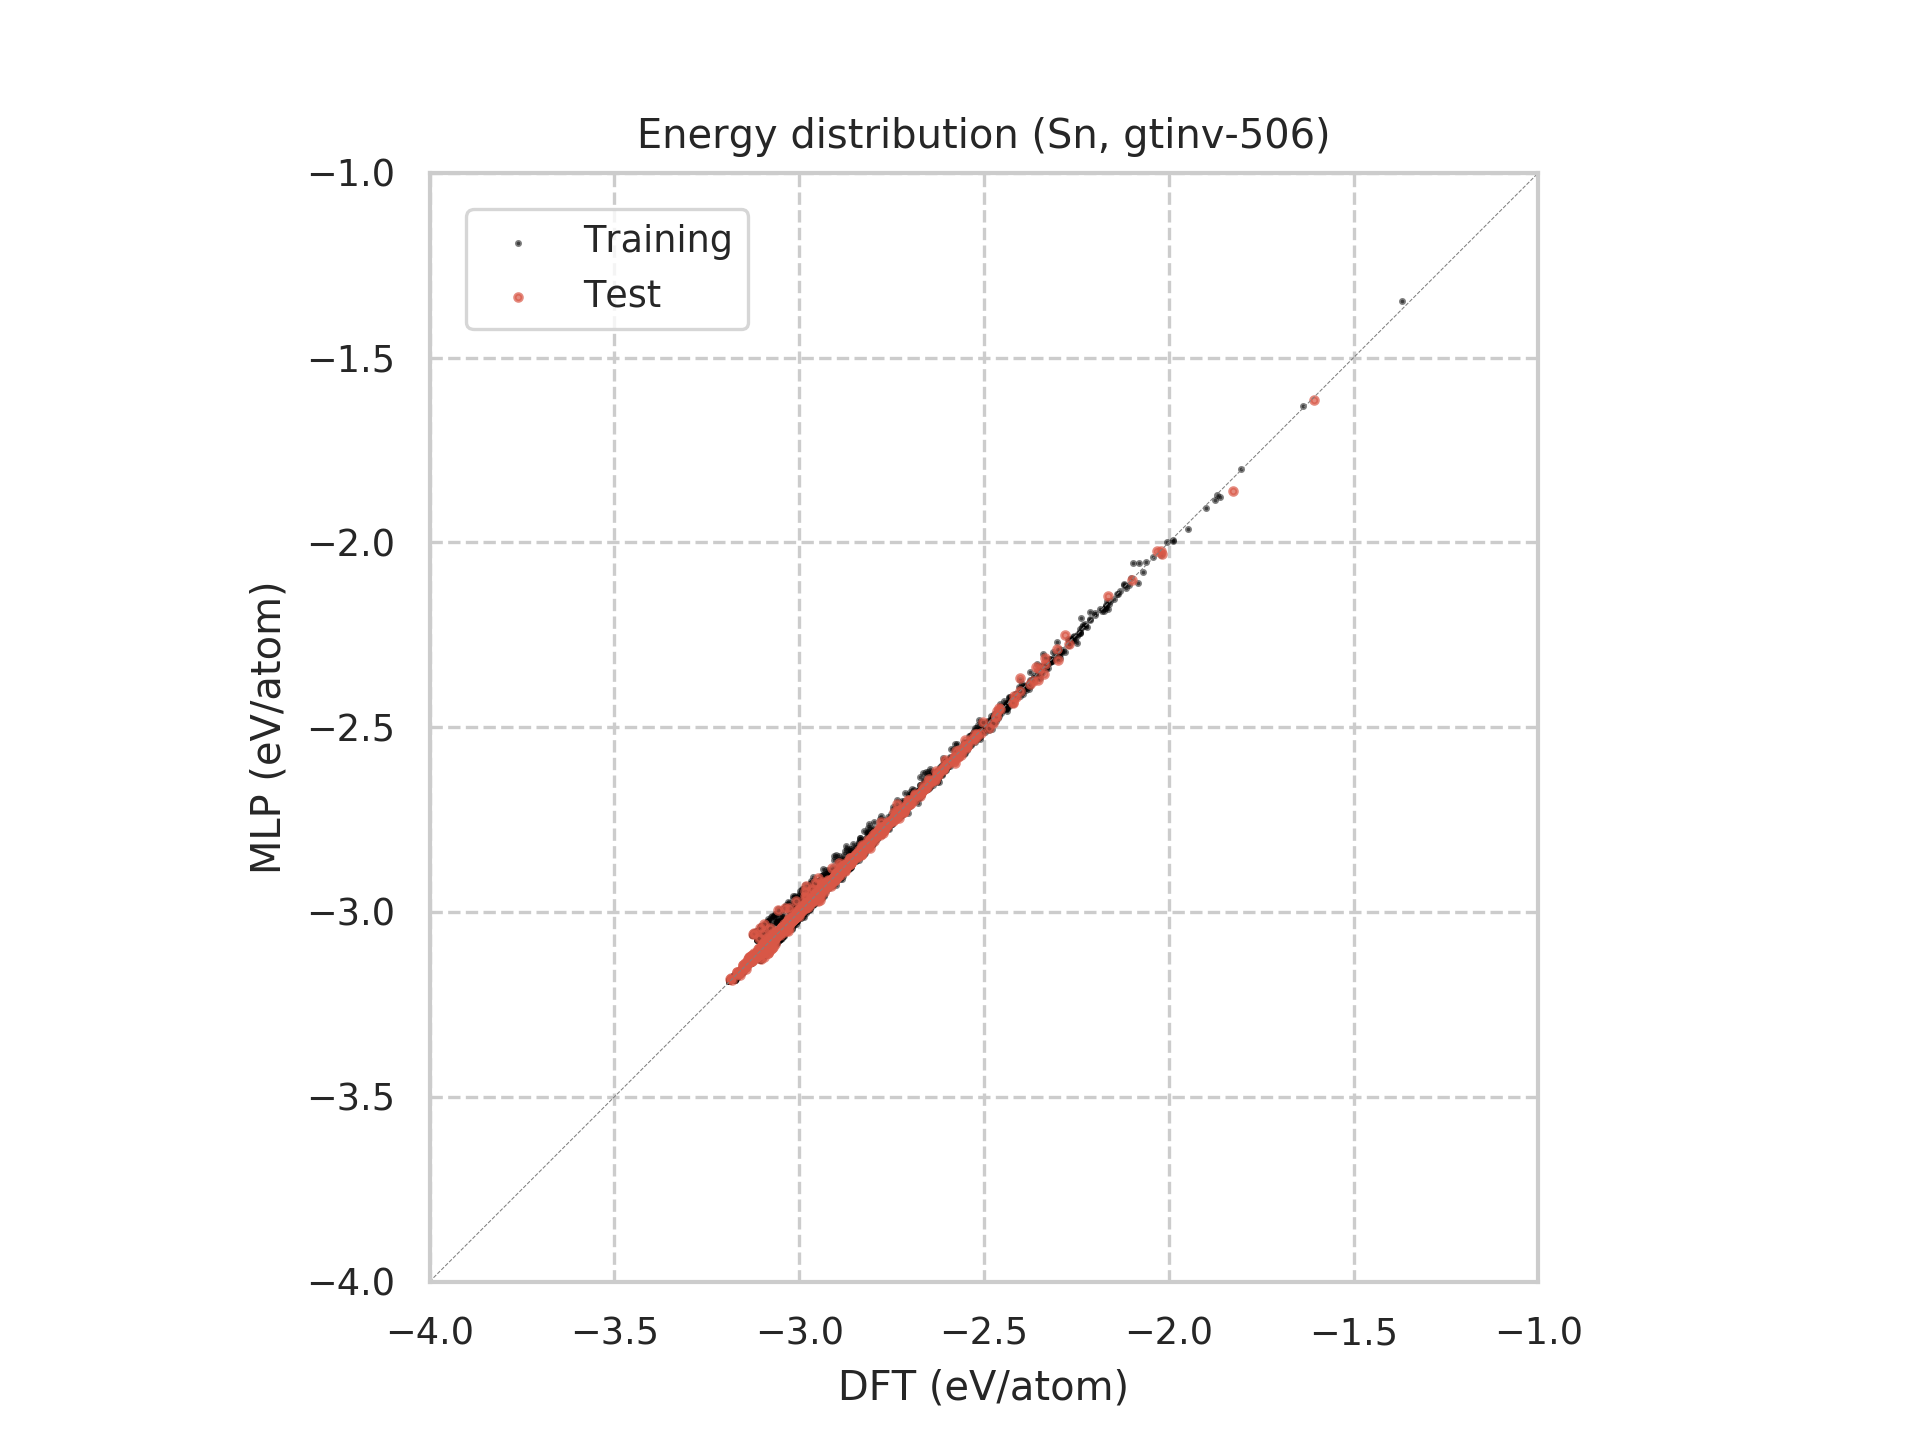 Energy distribution (Sn, gtinv-506)
−1.0
−1.5
−2.0
−2.5
−3.0
−3.5
−4.0
MLP (eV/atom)
Training
Test
−4.0 −3.5 −3.0 −2.5 −2.0 −1.5 −1.0
DFT (eV/atom)